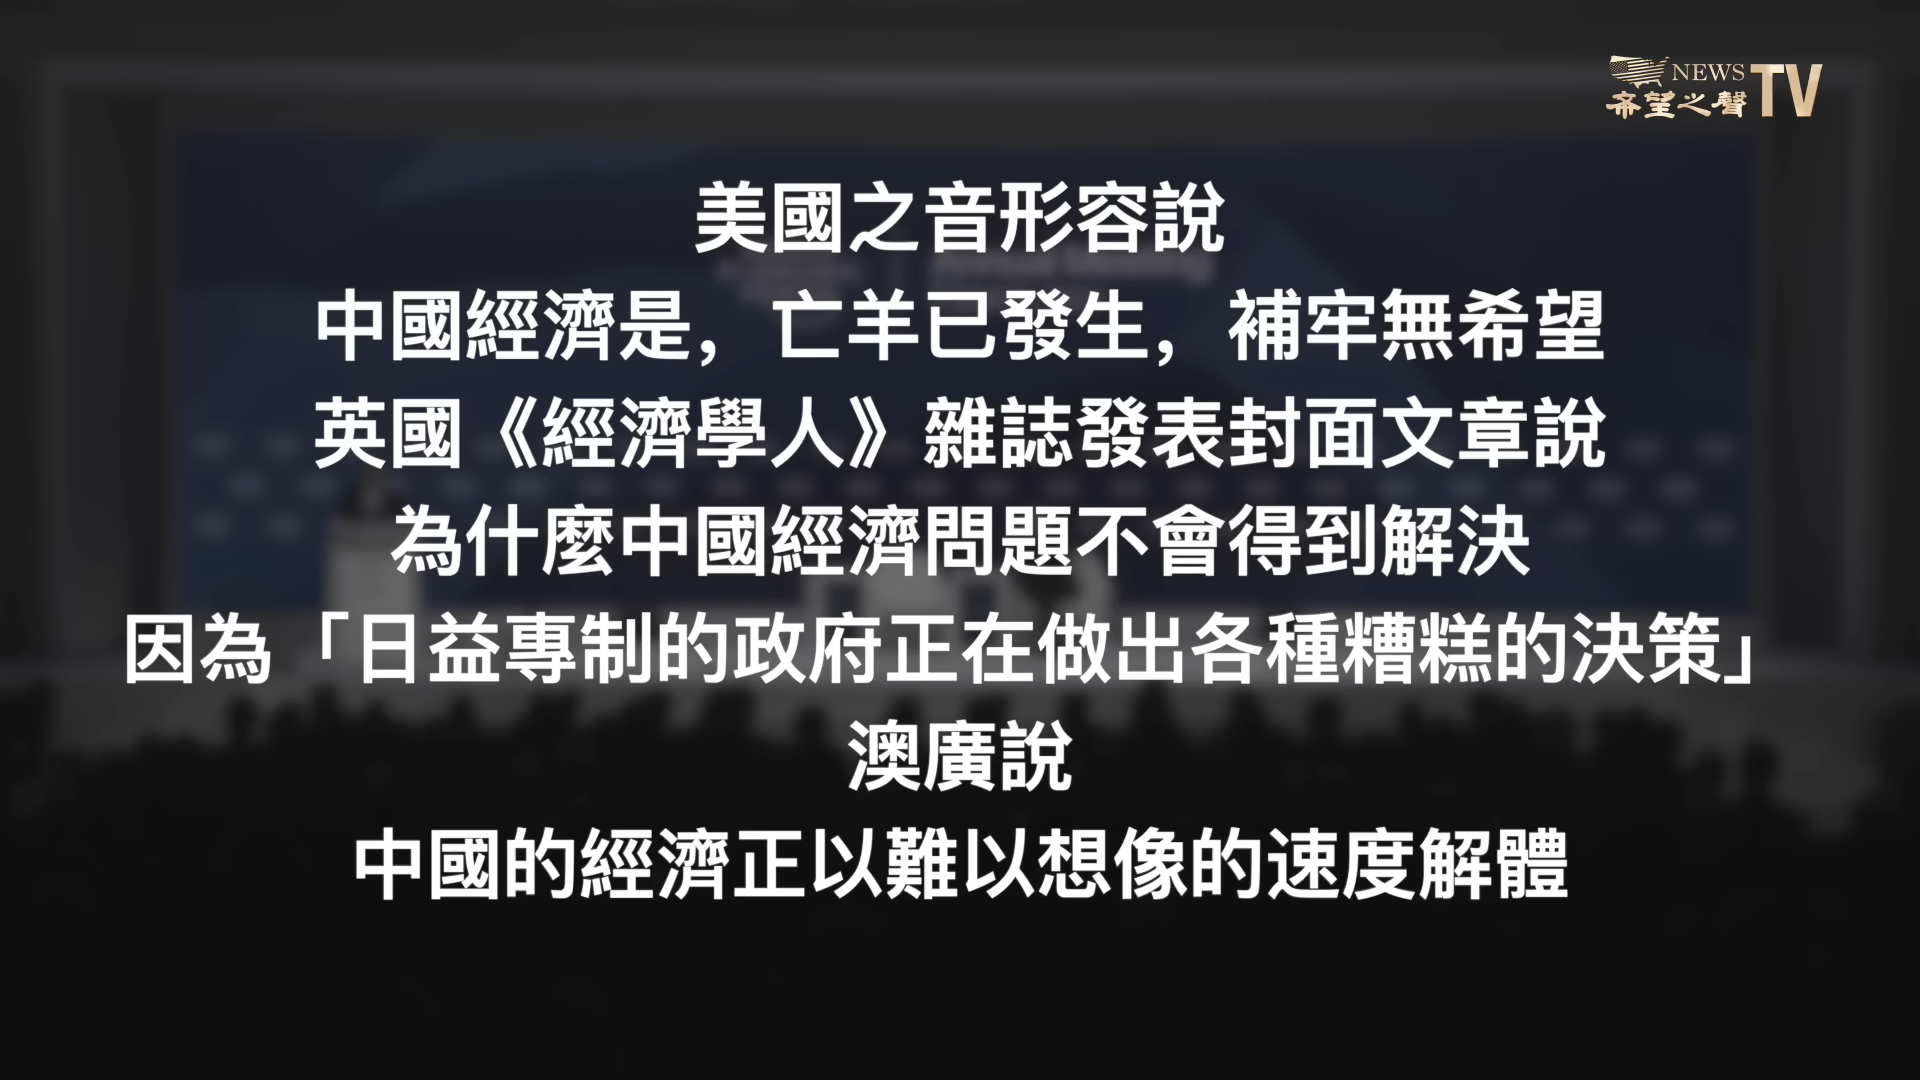 NEWS
希望之聲TV
美國之音形容說
中國經濟是，亡羊已發生，補牢無希望
英國《經濟學人》雜誌發表封面文章說
為什麼中國經濟問題不會得到解決
因為「日益專制的政府正在做出各種糟糕的決策」
澳廣說
中國的經濟正以難以想像的速度解體